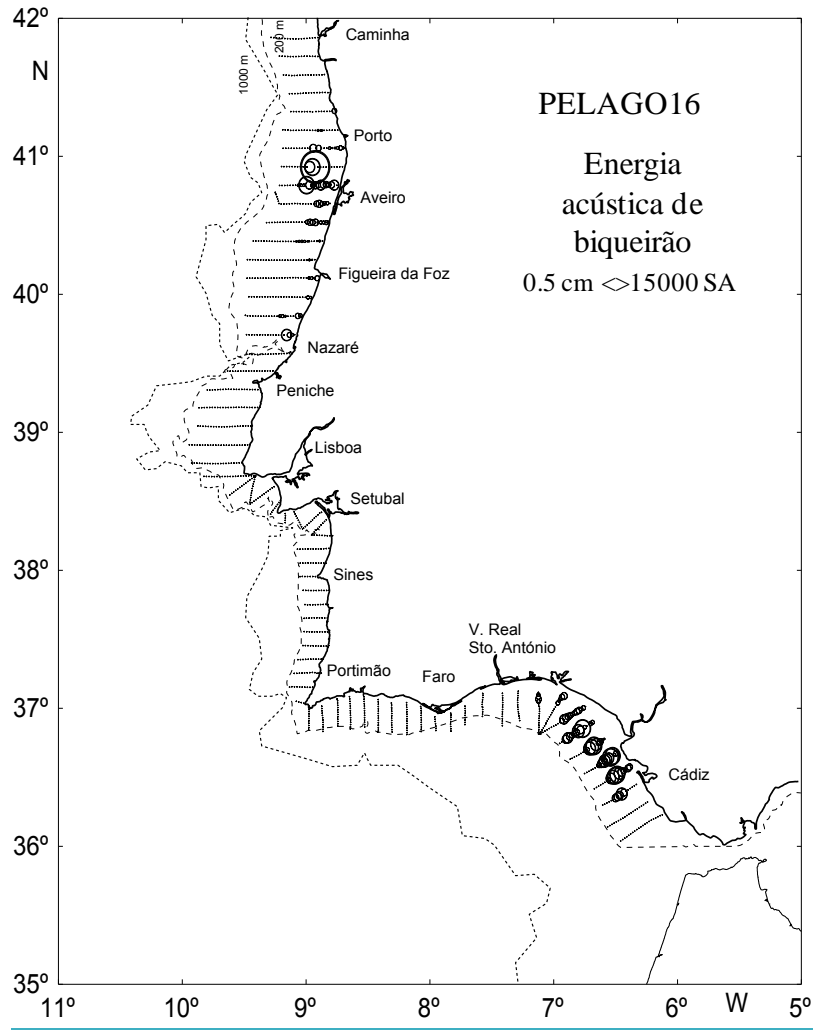 42º
N
41º
40º
39º
38º
37º
36º
35º
11º
10º
9º
8º
7º
6º
W
5º
1000 m
200 m
Caminha
Porto
Aveiro
Figueira da Foz
Nazaré
Peniche
Lisboa
Setubal
Sines
Portimão
Faro
V. Real
Sto. António
Cádiz
PELAGO16
Energia
acústica de
biqueirão
0.5 cm <>15000 SA